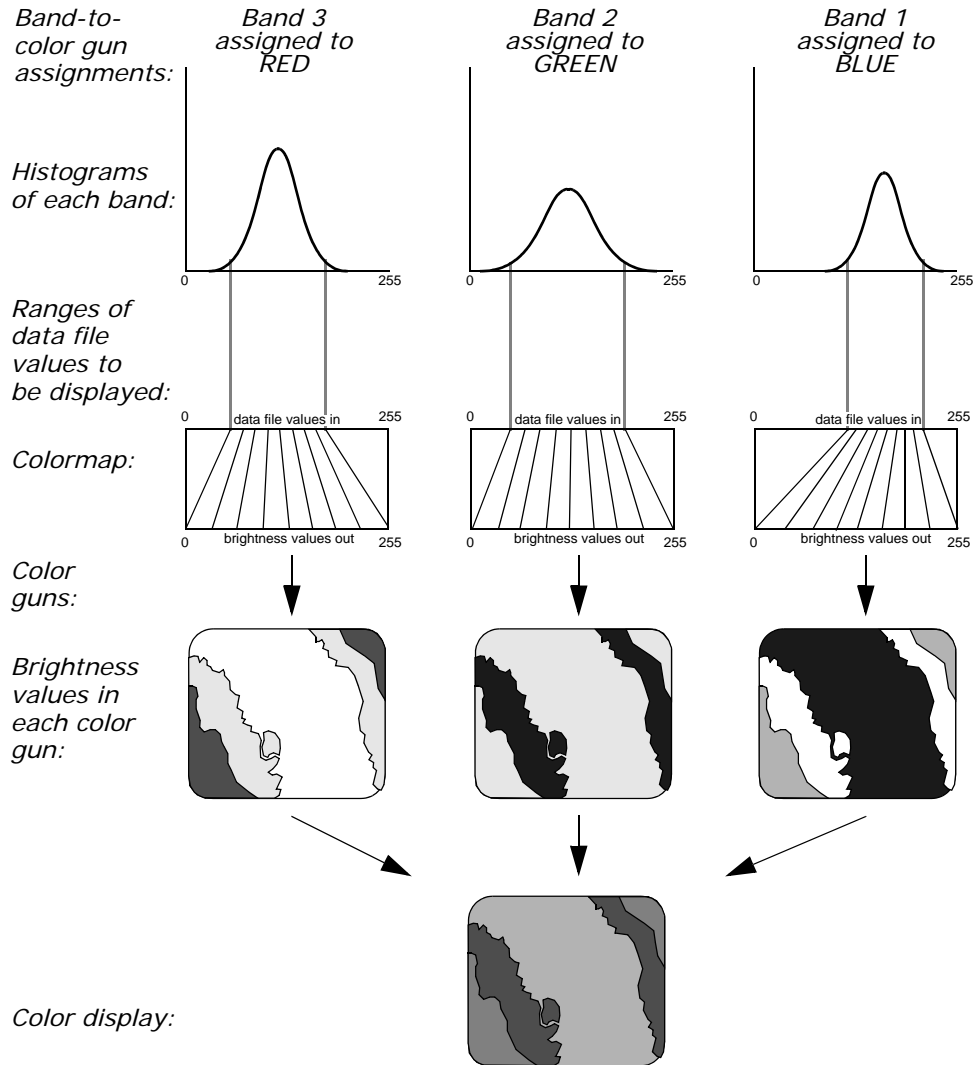 Band-to-
color gun
assignments:
Band 3
assigned to
RED
Band 2
assigned to
GREEN
Band 1
assigned to
BLUE
Histograms
of each band:
0 255
0 255
0 255
Ranges of
data file
values to
be displayed:
0 data file values in 255
0 data file values in 255
0 data file values in 255
Colormap:
0 brightness values out 255
0 brightness values out 255
0 brightness values out 255
Color
guns:
Brightness
values in
each color
gun:
Color display: